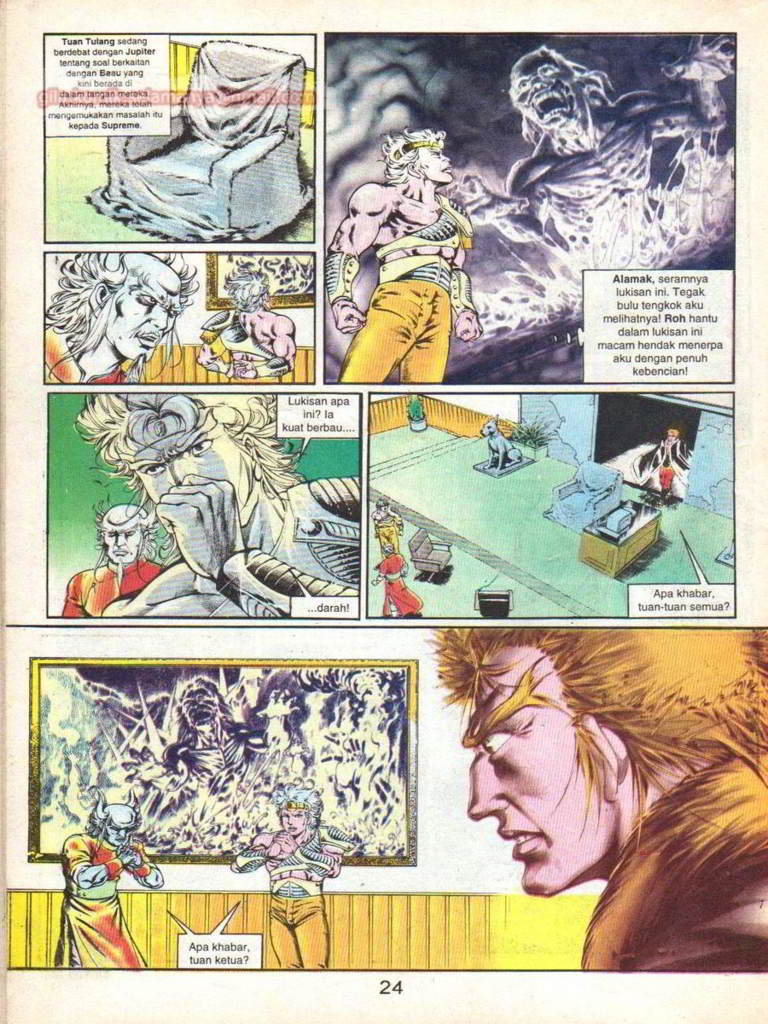 Tuan Tulang sedang
berdebat dengan Jupiter
tentang soal berkaitan
dengan Beau yang
kini berada di
dalam tangan mereka.
Akhirnya, mereka telah
mengemukakan masalah itu
kepada Supreme.
Alamak, seramnya
lukisan ini. Tegak
bulu tengkok aku
melihatnya! Roh hantu
dalam lukisan ini
macam hendak menerpa
aku dengan penuh
kebencian!
Lukisan apa
ini? Ia
kuat berbau....
...darah!
Apa khabar,
tuan-tuan semua?
Apa khabar,
tuan ketua?
24